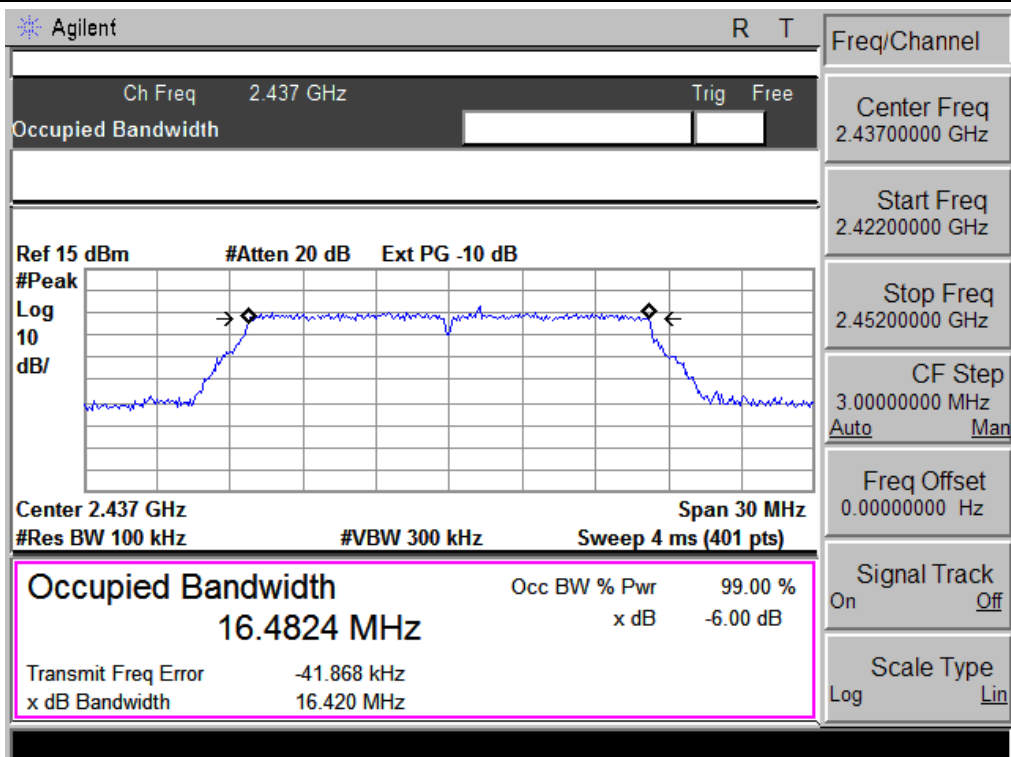 Agilent R T
Ch Freq 2.437 GHz Trig Free
Occupied Bandwidth
Ref 15 dBm #Atten 20 dB Ext PG -10 dB
#Peak
Log
10
dB/
Center 2.437 GHz Span 30 MHz
#Res BW 100 kHz #VBW 300 kHz Sweep 4 ms (401 pts)
Occupied Bandwidth Occ BW % Pwr 99.00 %
16.4824 MHz x dB -6.00 dB
Transmit Freq Error -41.868 kHz
x dB Bandwidth 16.420 MHz
Freq/Channel
Center Freq
2.43700000 GHz
Start Freq
2.42200000 GHz
Stop Freq
2.45200000 GHz
CF Step
3.00000000 MHz
Auto Man
Freq Offset
0.00000000 Hz
Signal Track
On Off
Scale Type
Log Lin